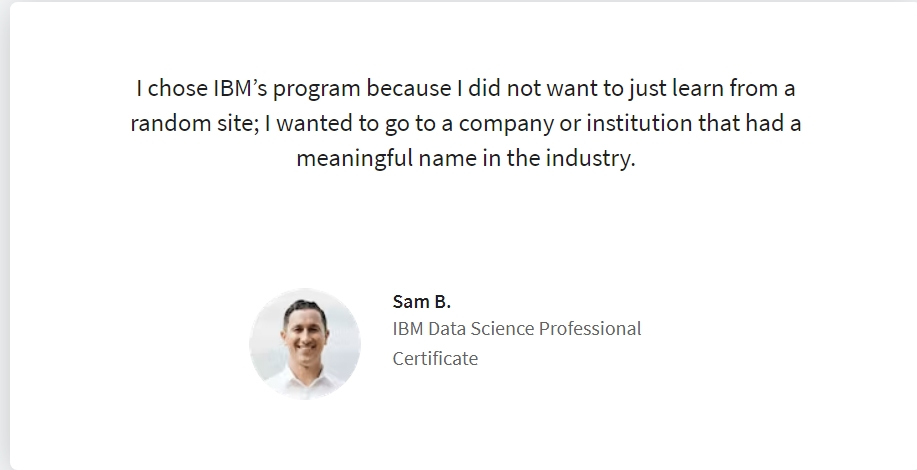 I chose IBM’s program because I did not want to just learn from a
random site; I wanted to go to a company or institution that had a
meaningful name in the industry.
Sam B.
IBM Data Science Professional
Certificate